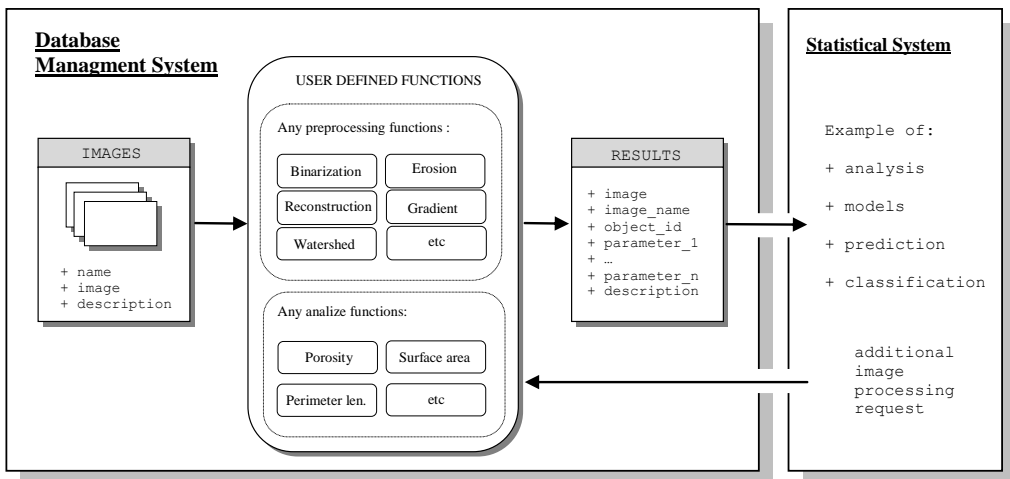 Database
Managment System
IMAGES
+ name
+ image
+ description
USER DEFINED FUNCTIONS
Any preprocessing functions :
Binarization
Erosion
Reconstruction
Gradient
Watershed
etc
Any analize functions:
Porosity
Surface area
Perimeter len.
etc
RESULTS
+ image
+ image_name
+ object_id
+ parameter_1
+ …
+ parameter_n
+ description
Statistical System
Example of:
+ analysis
+ models
+ prediction
+ classification
additional
image
processing
request